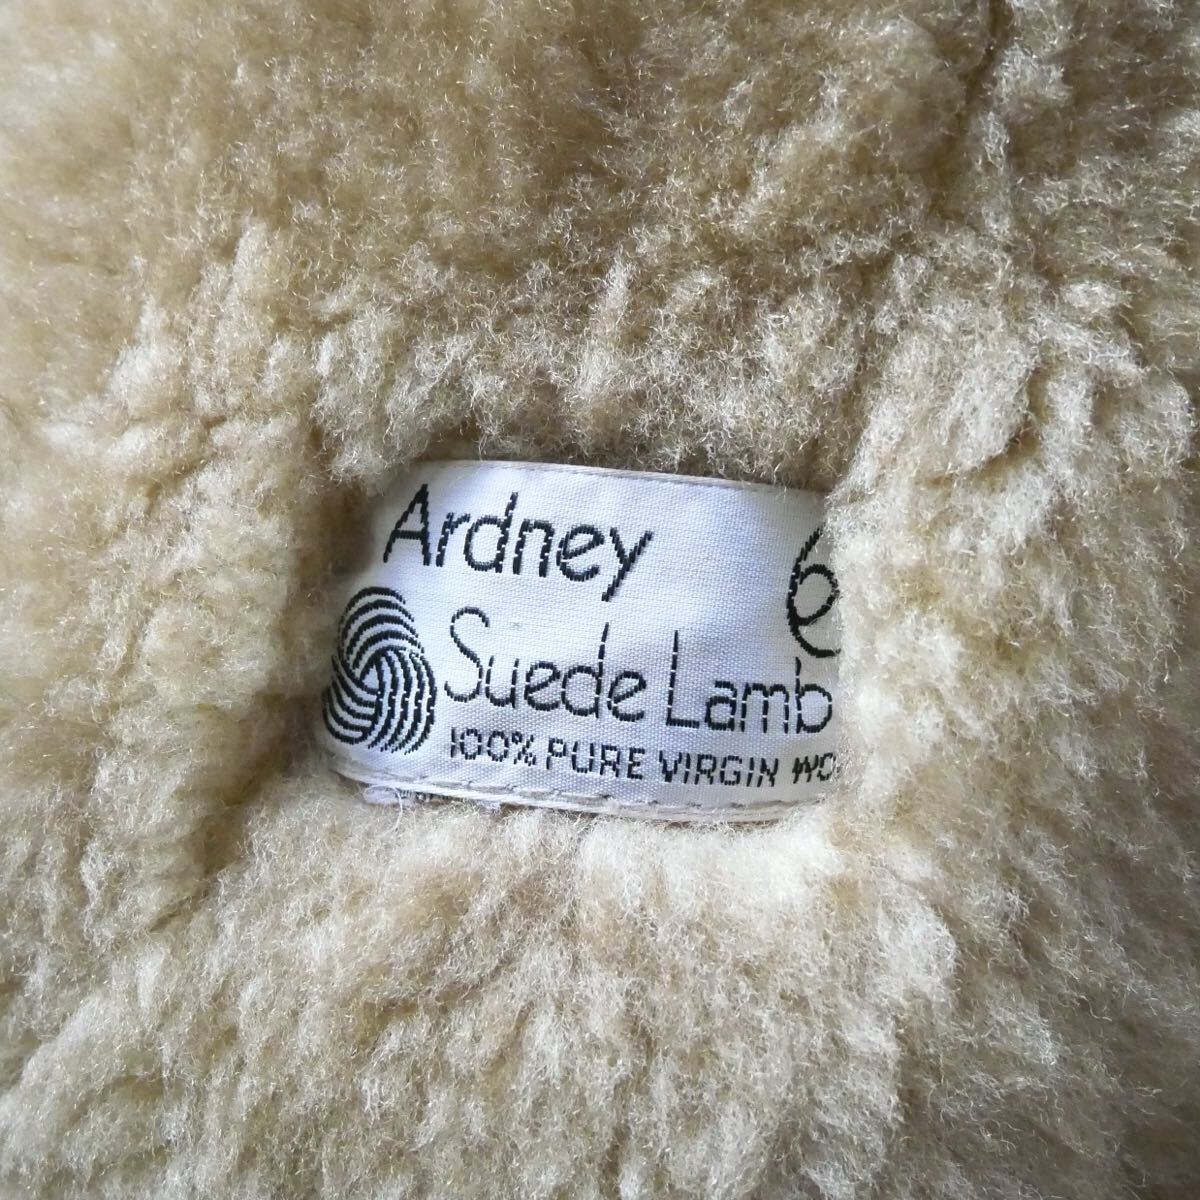 Ardney
Suede Lamb
100% PURE VIRGIN